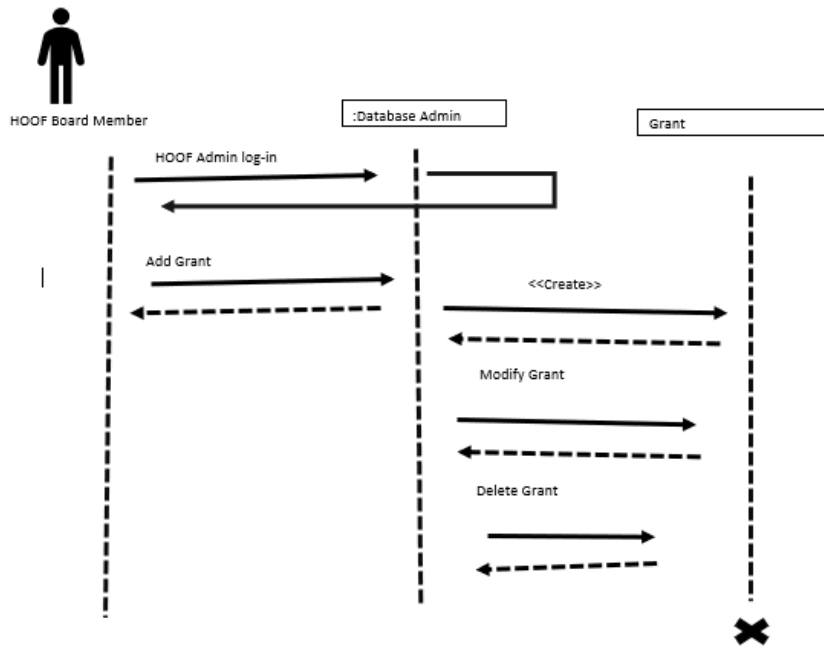 HOOF Board Member
:Database Admin
Grant
HOOF Admin log-in
Add Grant
<<Create>>
Modify Grant
Delete Grant